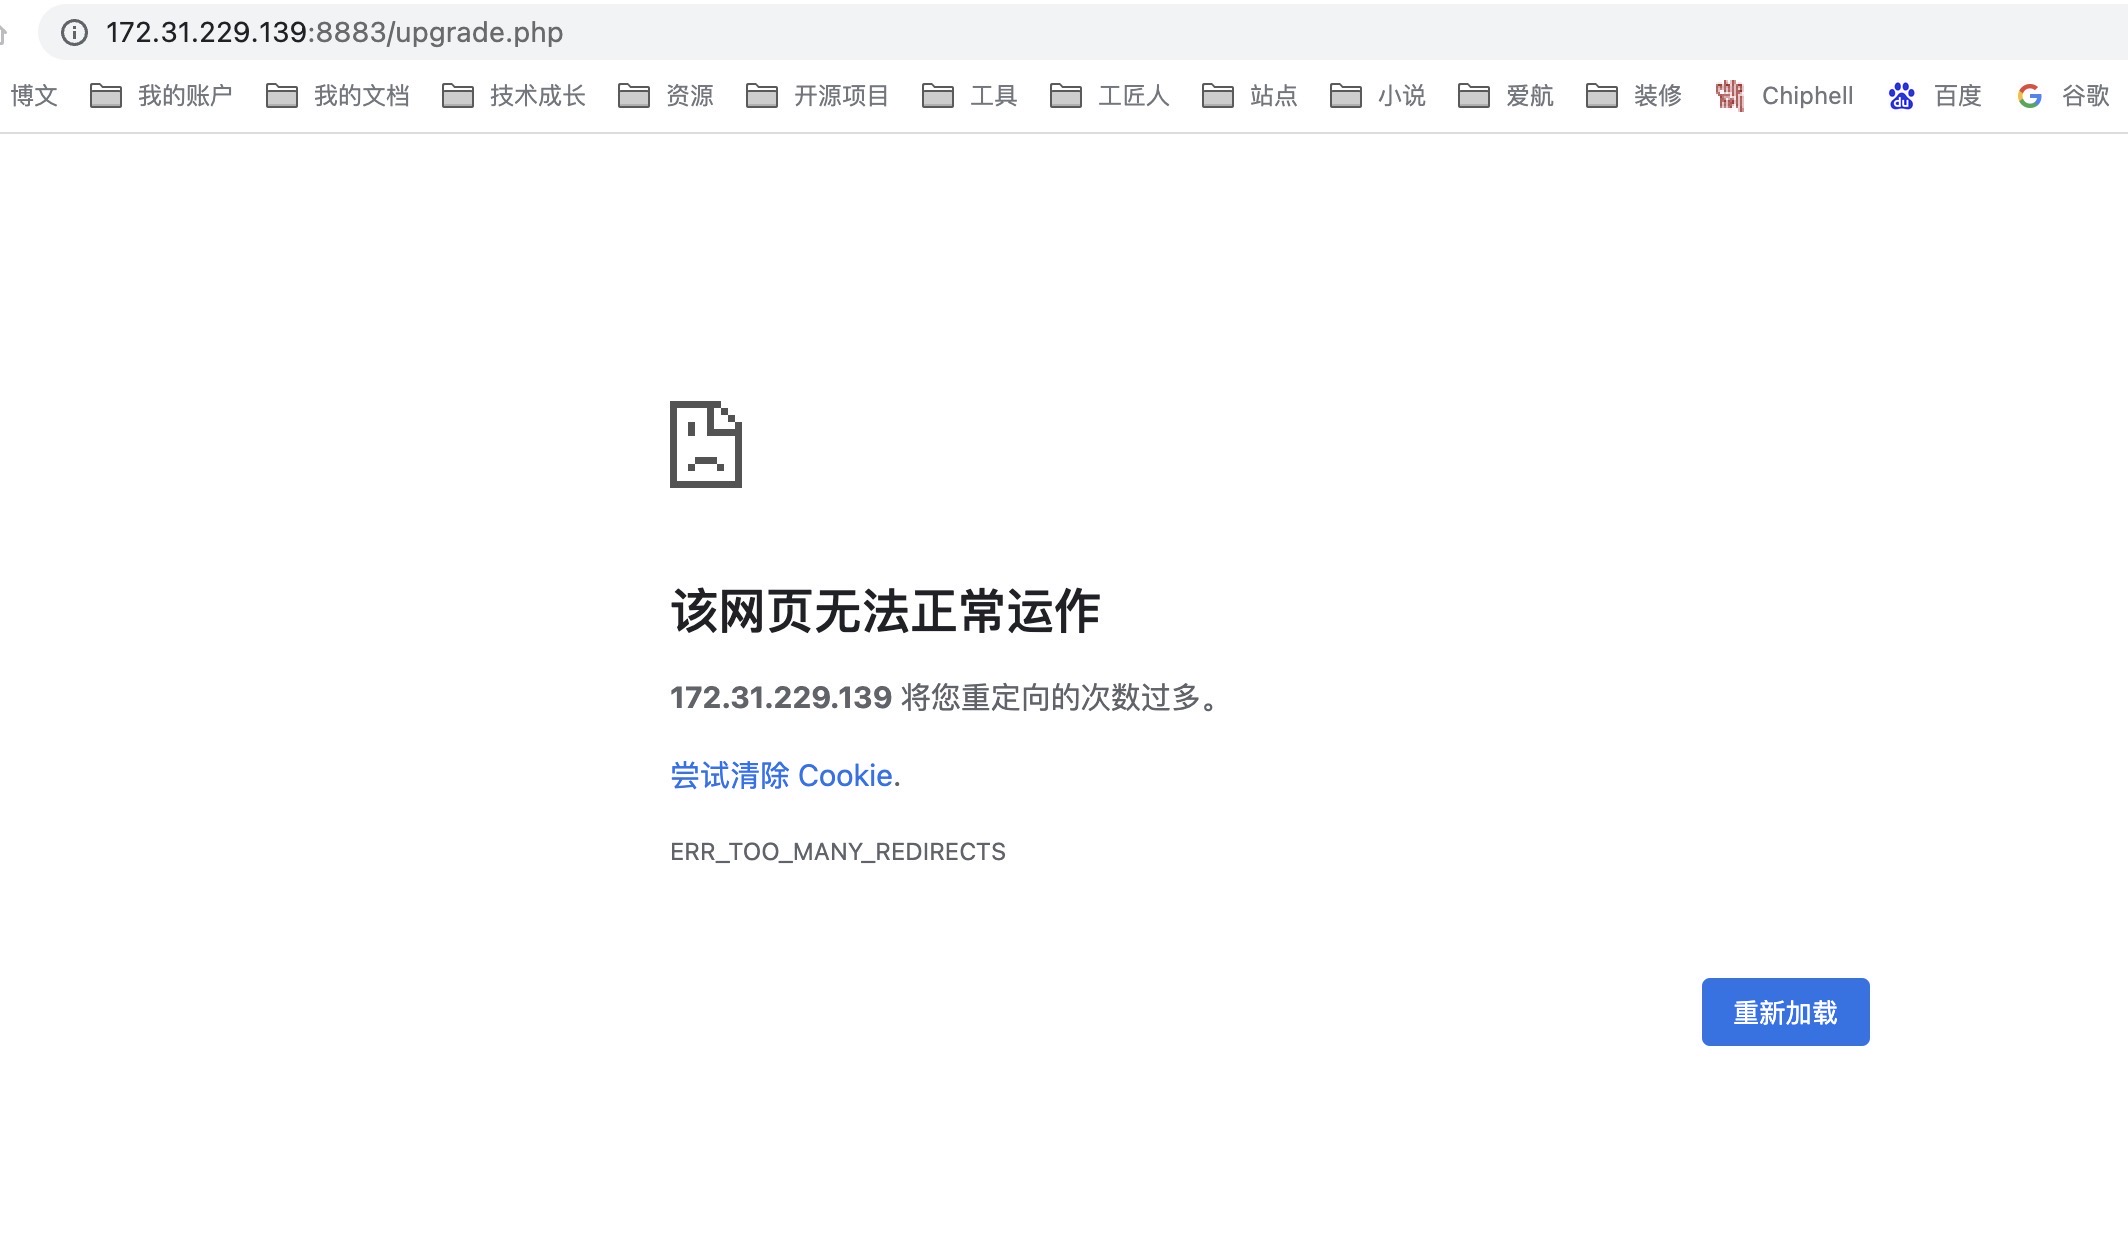 172.31.229.139:8883/upgrade.php
博文 我的账户 我的文档 技术成长 资源 开源项目 工具 工匠人 站点 小说 爱航 装修 Chiphell 百度 谷歌
该网页无法正常运作
172.31.229.139 将您重定向的次数过多。
尝试清除 Cookie.
ERR_TOO_MANY_REDIRECTS
重新加载